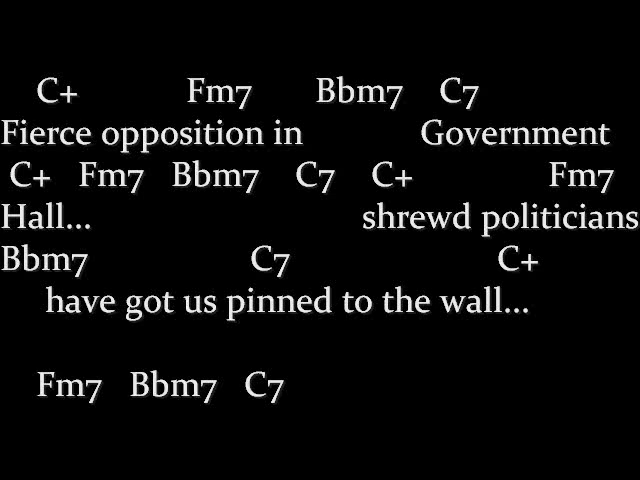 C+ Fm7 Bbm7 C7
Fierce opposition in Government
C+ Fm7 Bbm7 C7 C+ Fm7
Hall... shrewd politicians
Bbm7 C7 C+
have got us pinned to the wall...
Fm7 Bbm7 C7